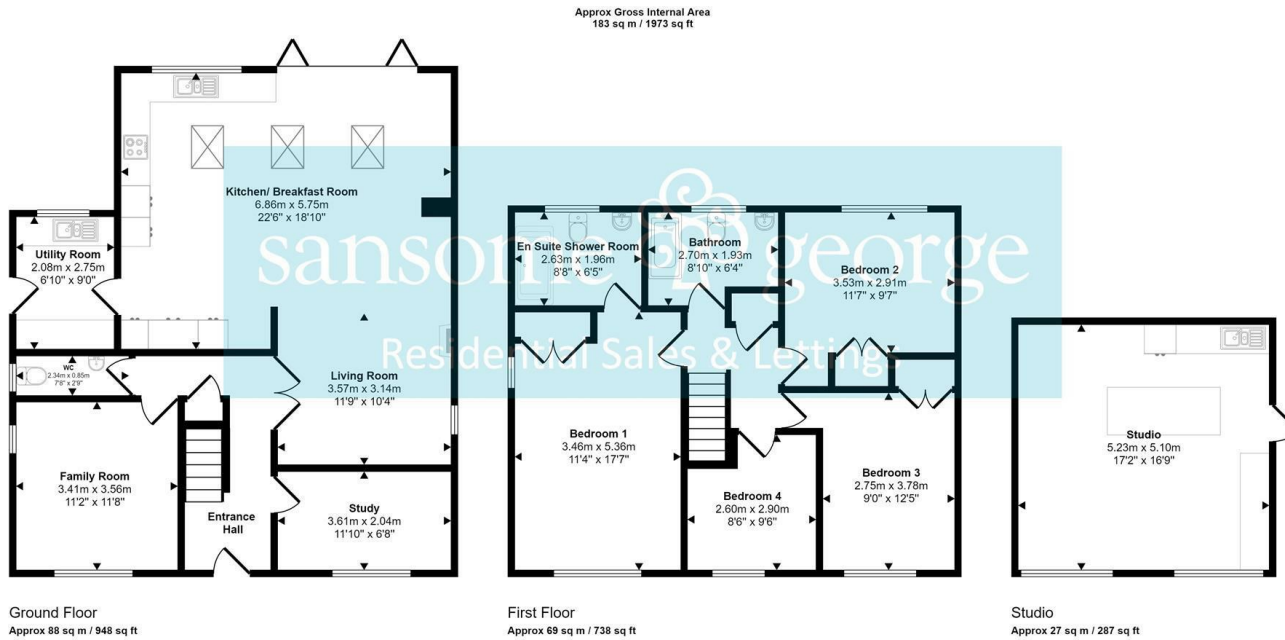 Approx Gross Internal Area
183 sq m / 1973 sq ft
Kitchen/ Breakfast Room
6.86m x 5.75m
22'6" x 18'10"
Utility Room
2.08m x 2.75m
6'10" x 9'0"
WC
2.34m x 0.85m
7'8" x 2'9"
Living Room
3.57m x 3.14m
11'9" x 10'4"
Family Room
3.41m x 3.56m
11'2" x 11'8"
Entrance
Hall
Study
3.61m x 2.04m
11'10" x 6'8"
Ground Floor
Approx 88 sq m / 948 sq ft
En Suite Shower Room
2.63m x 1.96m
8'8" x 6'5"
Bathroom
2.70m x 1.93m
8'10" x 6'4"
Bedroom 2
3.53m x 2.91m
11'7" x 9'7"
Bedroom 1
3.46m x 5.36m
11'4" x 17'7"
Bedroom 4
2.60m x 2.90m
8'6" x 9'6"
Bedroom 3
2.75m x 3.78m
9'0" x 12'5"
First Floor
Approx 69 sq m / 738 sq ft
Studio
5.23m x 5.10m
17'2" x 16'9"
Studio
Approx 27 sq m / 287 sq ft
sansome george
Residential Sales & Lettings